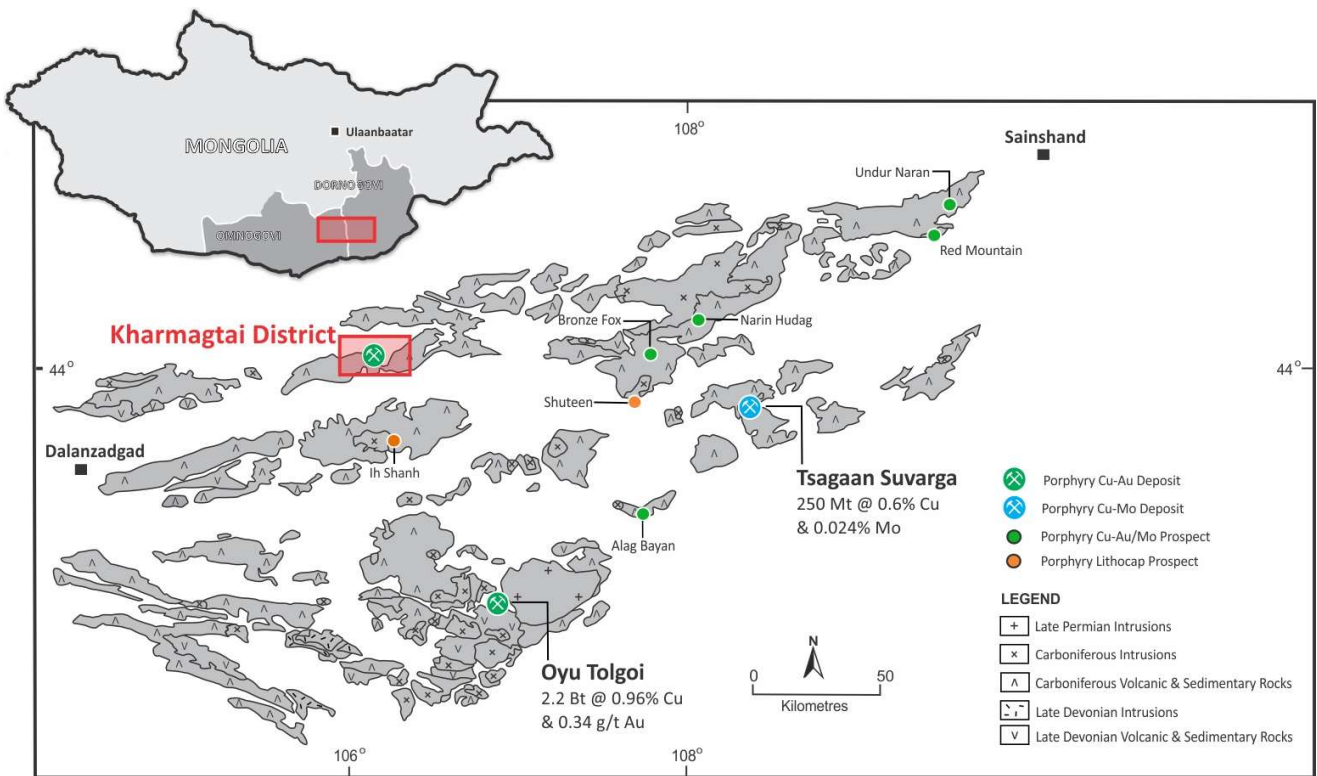 MONGOLIA
Ulaanbaatar
DORNOGOVI
OMNOGOVI
108°
Sainshand
Undur Naran
Red Mountain
Kharmagtai District
Bronze Fox
Narin Hudag
44°
44°
Shuteen
Dalanzadgad
Ih Shanh
Tsagaan Suvarga
250 Mt @ 0.6% Cu
& 0.024% Mo
Alag Bayan
Oyu Tolgoi
2.2 Bt @ 0.96% Cu
& 0.34 g/t Au
N
0 50
Kilometres
Porphyry Cu-Au Deposit
Porphyry Cu-Mo Deposit
Porphyry Cu-Au/Mo Prospect
Porphyry Lithocap Prospect
LEGEND
+ Late Permian Intrusions
× Carboniferous Intrusions
Λ Carboniferous Volcanic & Sedimentary Rocks
Late Devonian Intrusions
V Late Devonian Volcanic & Sedimentary Rocks
106°
108°